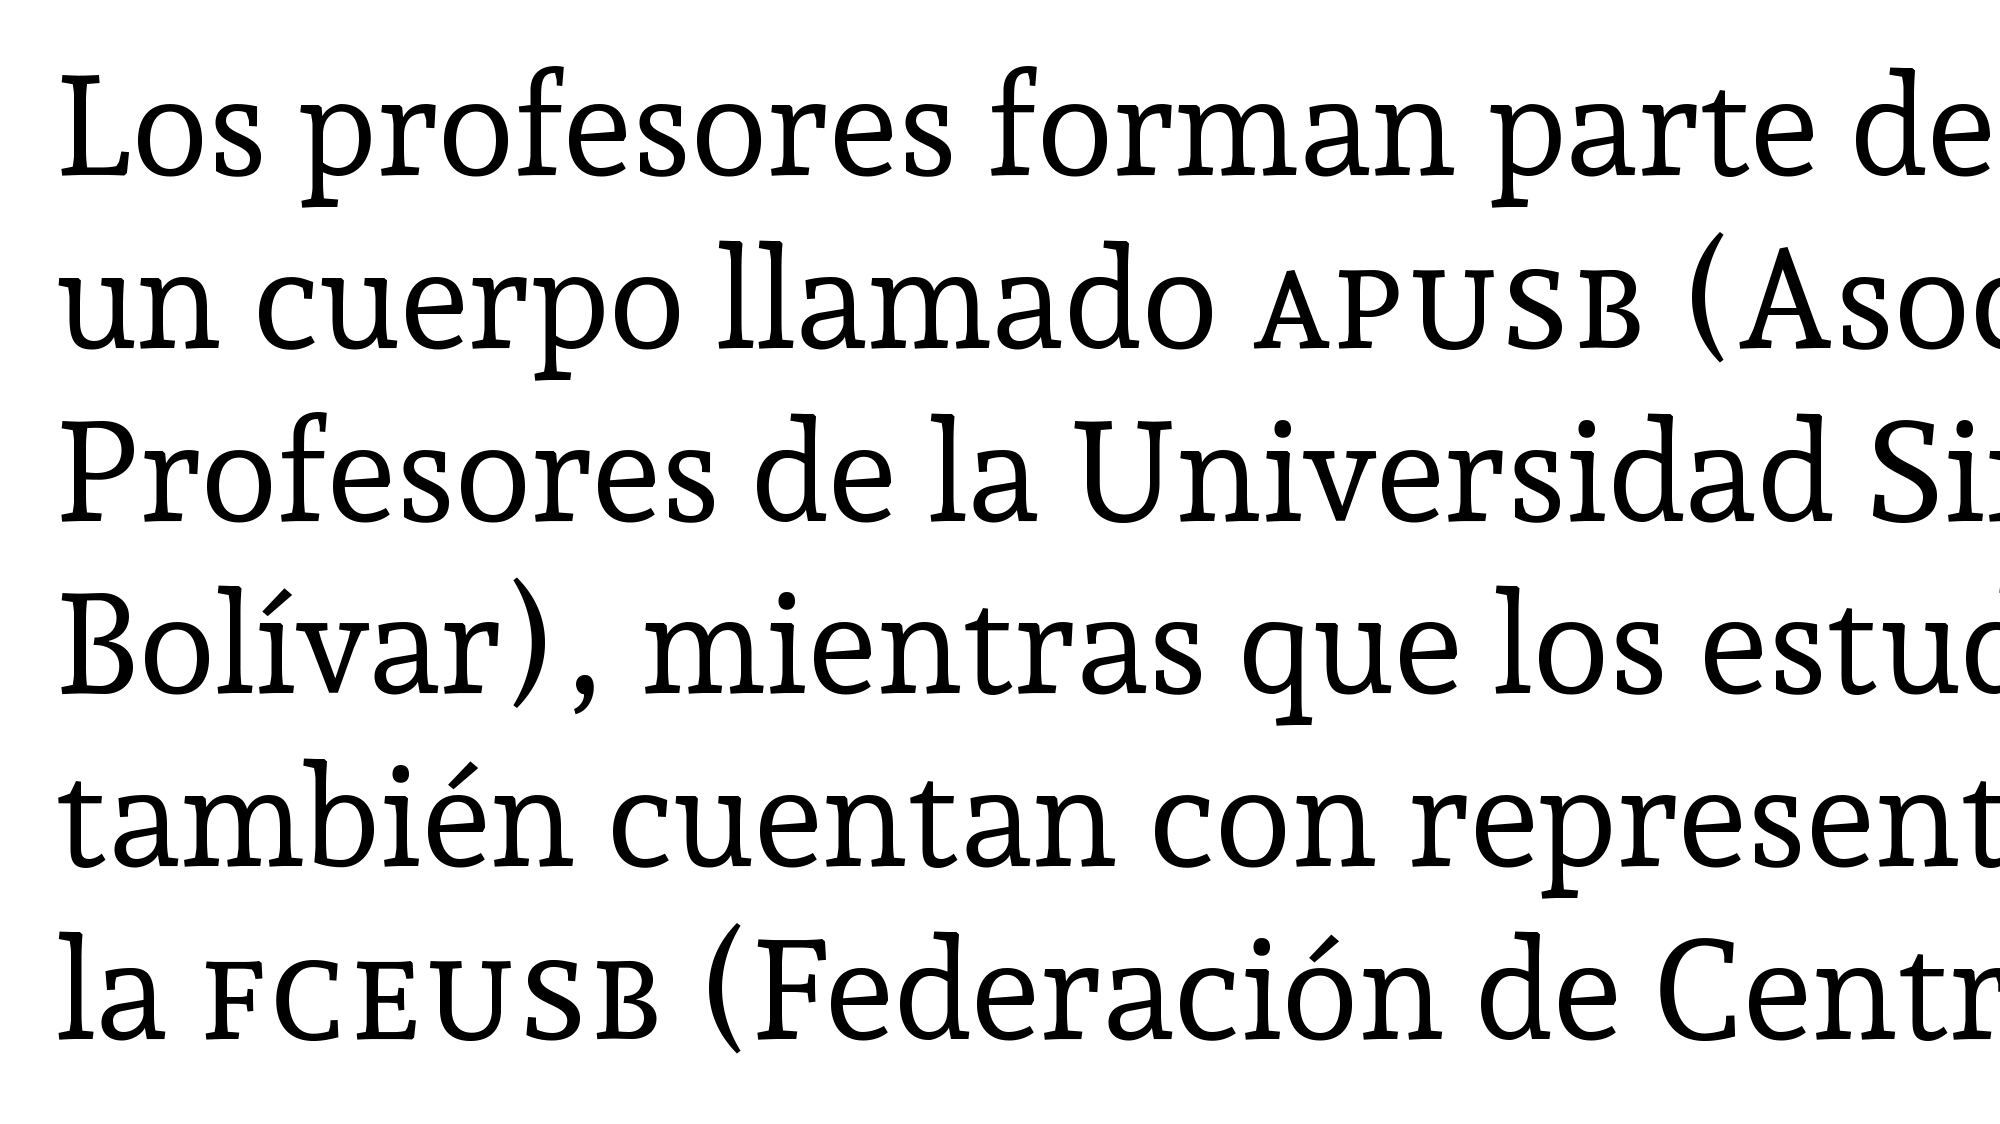 Los profesores forman parte de
un cuerpo llamado APUSB (Asoc
Profesores de la Universidad
Bolívar), mientras que los estud
también cuentan con represent
la FCEUSB (Federación de Centr